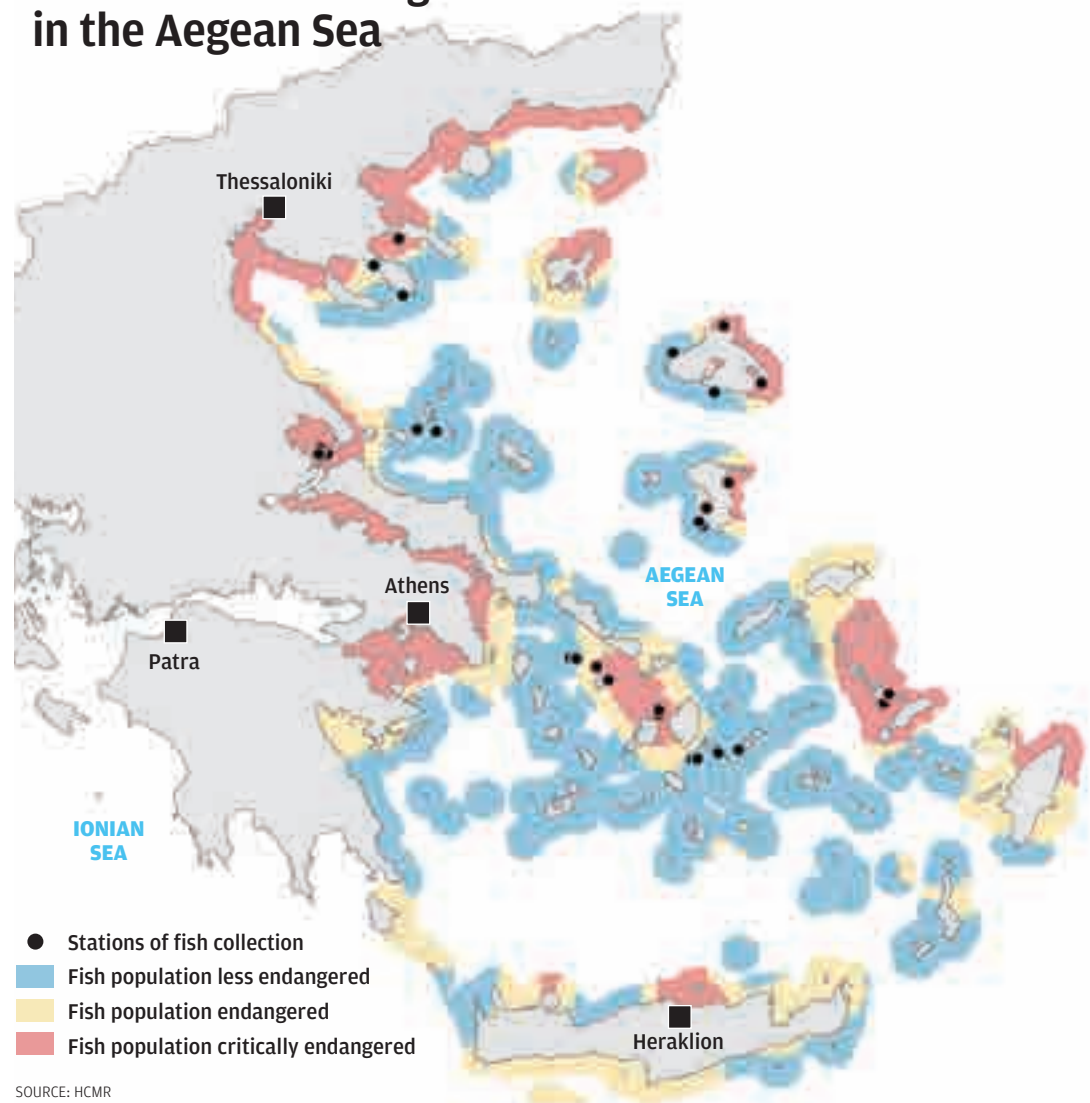 in the Aegean Sea
Thessaloniki
Athens
AEGEAN
SEA
Patra
IONIAN
SEA
Stations of fish collection
Fish population less endangered
Fish population endangered
Fish population critically endangered
Heraklion
SOURCE: HCMR